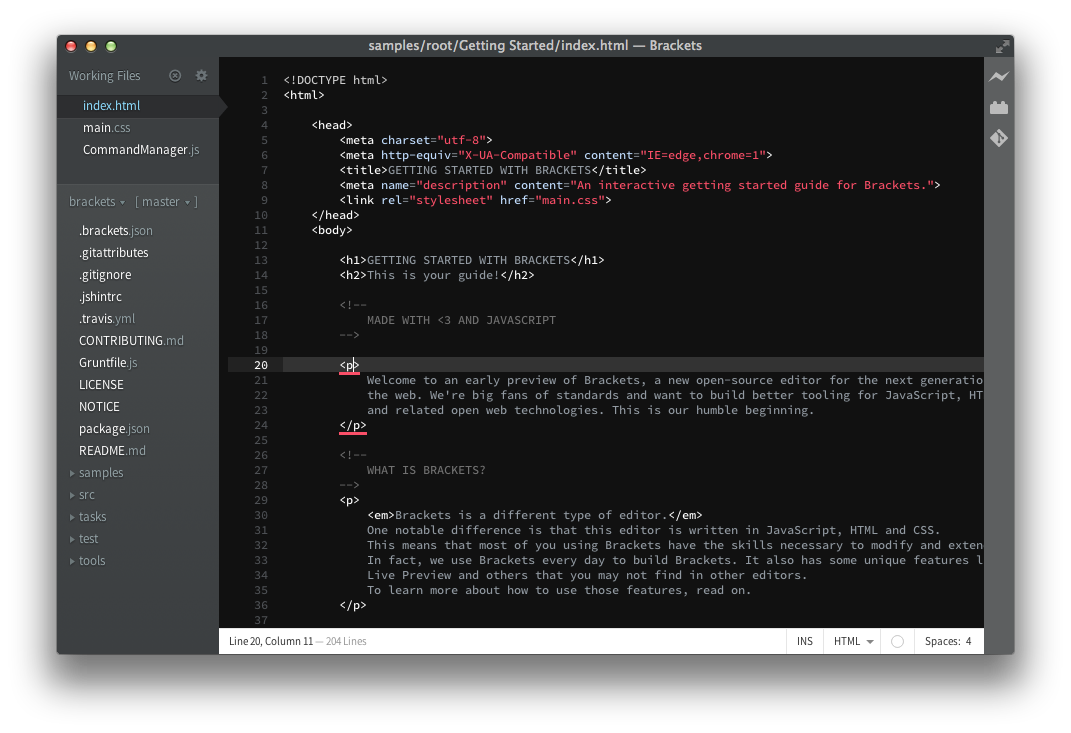 samples/root/Getting Started/index.html — Brackets
Working Files
index.html
main.css
CommandManager.js
brackets [ master ]
.brackets.json
.gitattributes
.gitignore
.jshintrc
.travis.yml
CONTRIBUTING.md
Gruntfile.js
LICENSE
NOTICE
package.json
README.md
samples
src
tasks
test
tools
1 <!DOCTYPE html>
2 <html>
3
4 <head>
5 <meta charset="utf-8">
6 <meta http-equiv="X-UA-Compatible" content="IE=edge,chrome=1">
7 <title>GETTING STARTED WITH BRACKETS</title>
8 <meta name="description" content="An interactive getting started guide for Brackets.">
9 <link rel="stylesheet" href="main.css">
10 </head>
11 <body>
12
13 <h1>GETTING STARTED WITH BRACKETS</h1>
14 <h2>This is your guide!</h2>
15
16 <!--
17 MADE WITH <3 AND JAVASCRIPT
18 -->
19
20 <p>
21 Welcome to an early preview of Brackets, a new open-source editor for the next generatio
22 the web. We're big fans of standards and want to build better tooling for JavaScript, HT
23 and related open web technologies. This is our humble beginning.
24 </p>
25
26 <!--
27 WHAT IS BRACKETS?
28 -->
29 <p>
30 <em>Brackets is a different type of editor.</em>
31 One notable difference is that this editor is written in JavaScript, HTML and CSS.
32 This means that most of you using Brackets have the skills necessary to modify and exten
33 In fact, we use Brackets every day to build Brackets. It also has some unique features l
34 Live Preview and others that you may not find in other editors.
35 To learn more about how to use those features, read on.
36 </p>
37
Line 20, Column 11 — 204 Lines
INS HTML Spaces: 4